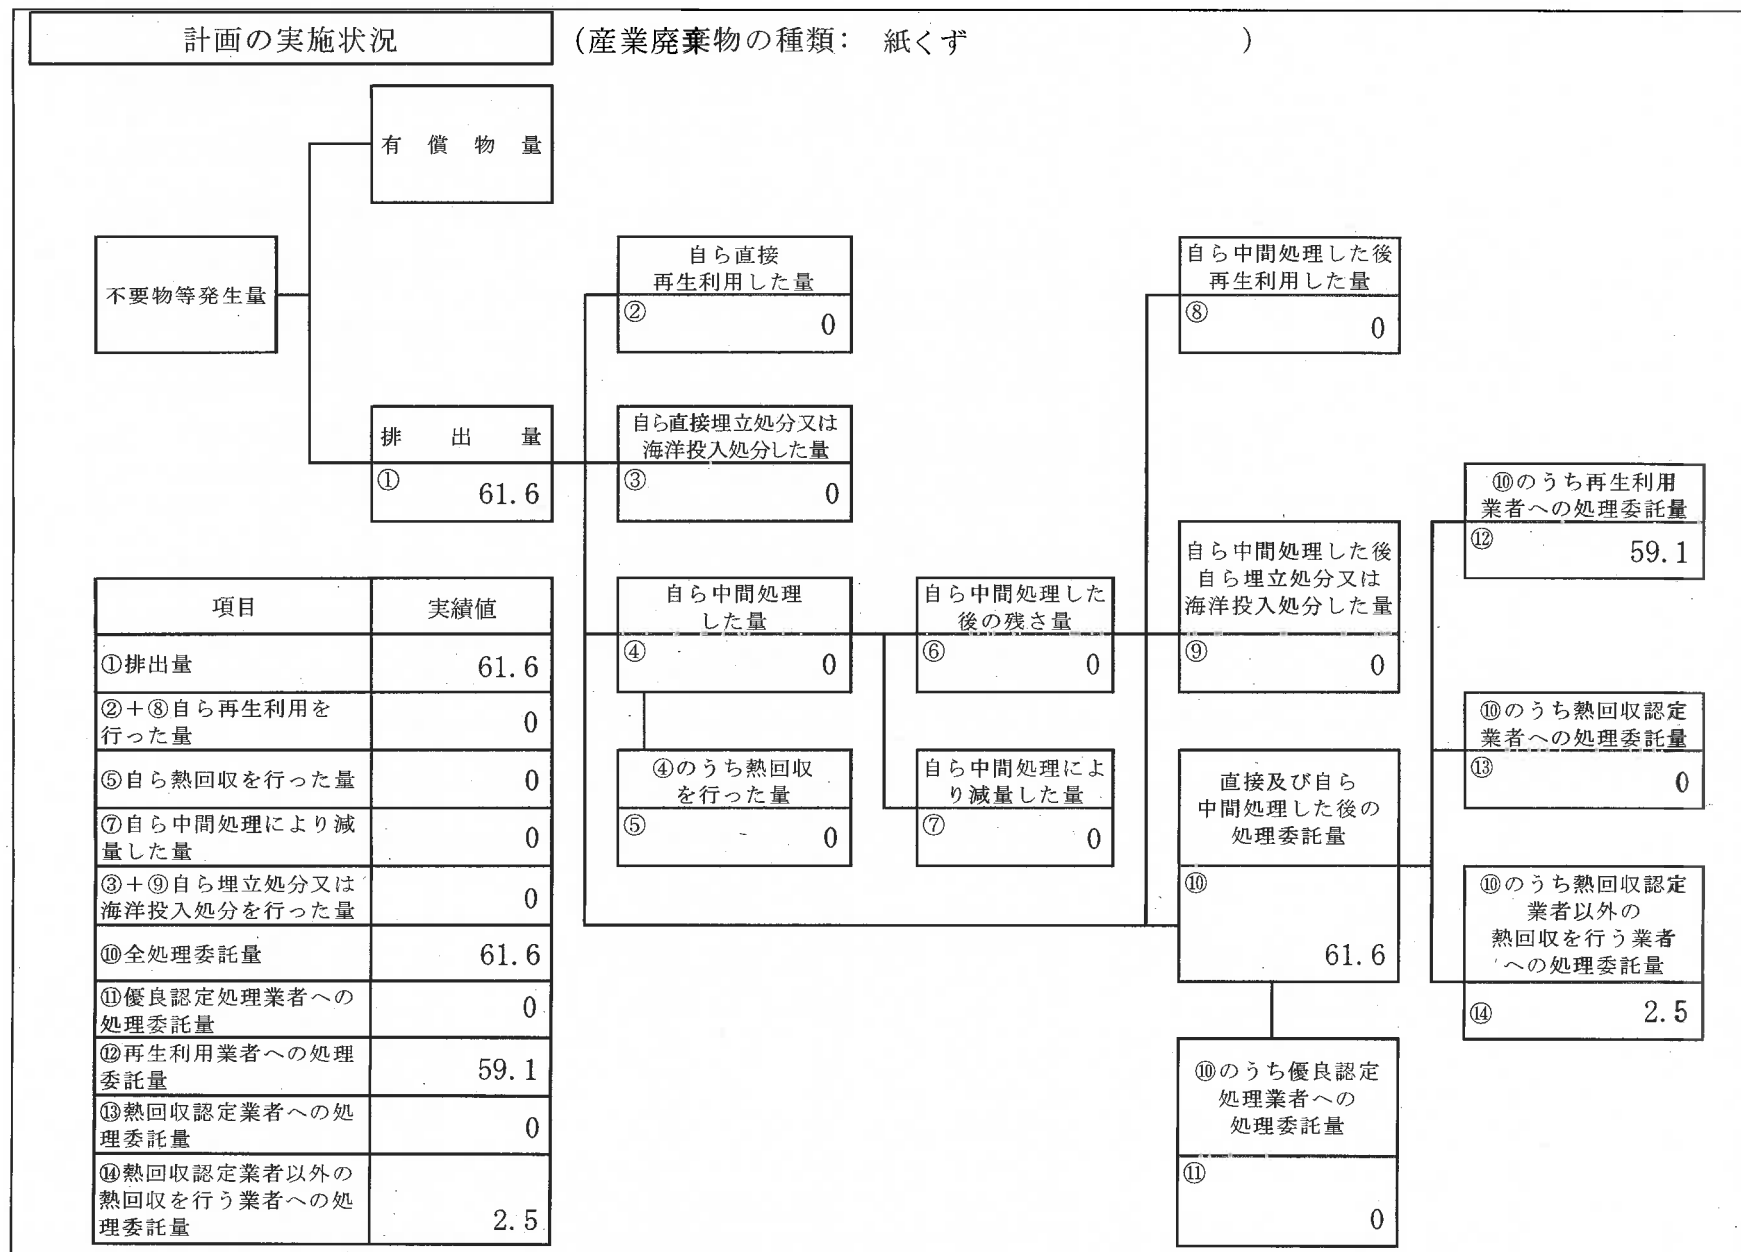 計画の実施状況
(産業廃棄物の種類： 紙くず )
有償物量
不要物等発生量
自ら直接
再生利用した量
② 0
自ら中間処理した後
再生利用した量
⑧ 0
排出量
① 61.6
自ら直接埋立処分又は
海洋投入処分した量
③ 0
⑩のうち再生利用
業者への処理委託量
⑫ 59.1
自ら中間処理した後
自ら埋立処分又は
海洋投入処分した量
⑨ 0
自ら中間処理
した量
④ 0
自ら中間処理した
後の残さ量
⑥ 0
⑩のうち熱回収認定
業者への処理委託量
⑬ 0
④のうち熱回収
を行った量
⑤ 0
自ら中間処理によ
り減量した量
⑦ 0
直接及び自ら
中間処理した後の
処理委託量
⑩ 61.6
⑩のうち熱回収認定
業者以外の
熱回収を行う業者
への処理委託量
⑭ 2.5
⑩のうち優良認定
処理業者への
処理委託量
⑪ 0
項目 実績値
①排出量 61.6
②＋⑧自ら再生利用を
行った量 0
⑤自ら熱回収を行った量 0
⑦自ら中間処理により減
量した量 0
③＋⑨自ら埋立処分又は
海洋投入処分を行った量 0
⑩全処理委託量 61.6
⑪優良認定処理業者への
処理委託量 0
⑫再生利用業者への処理
委託量 59.1
⑬熱回収認定業者への処
理委託量 0
⑭熱回収認定業者以外の
熱回収を行う業者への処
理委託量 2.5